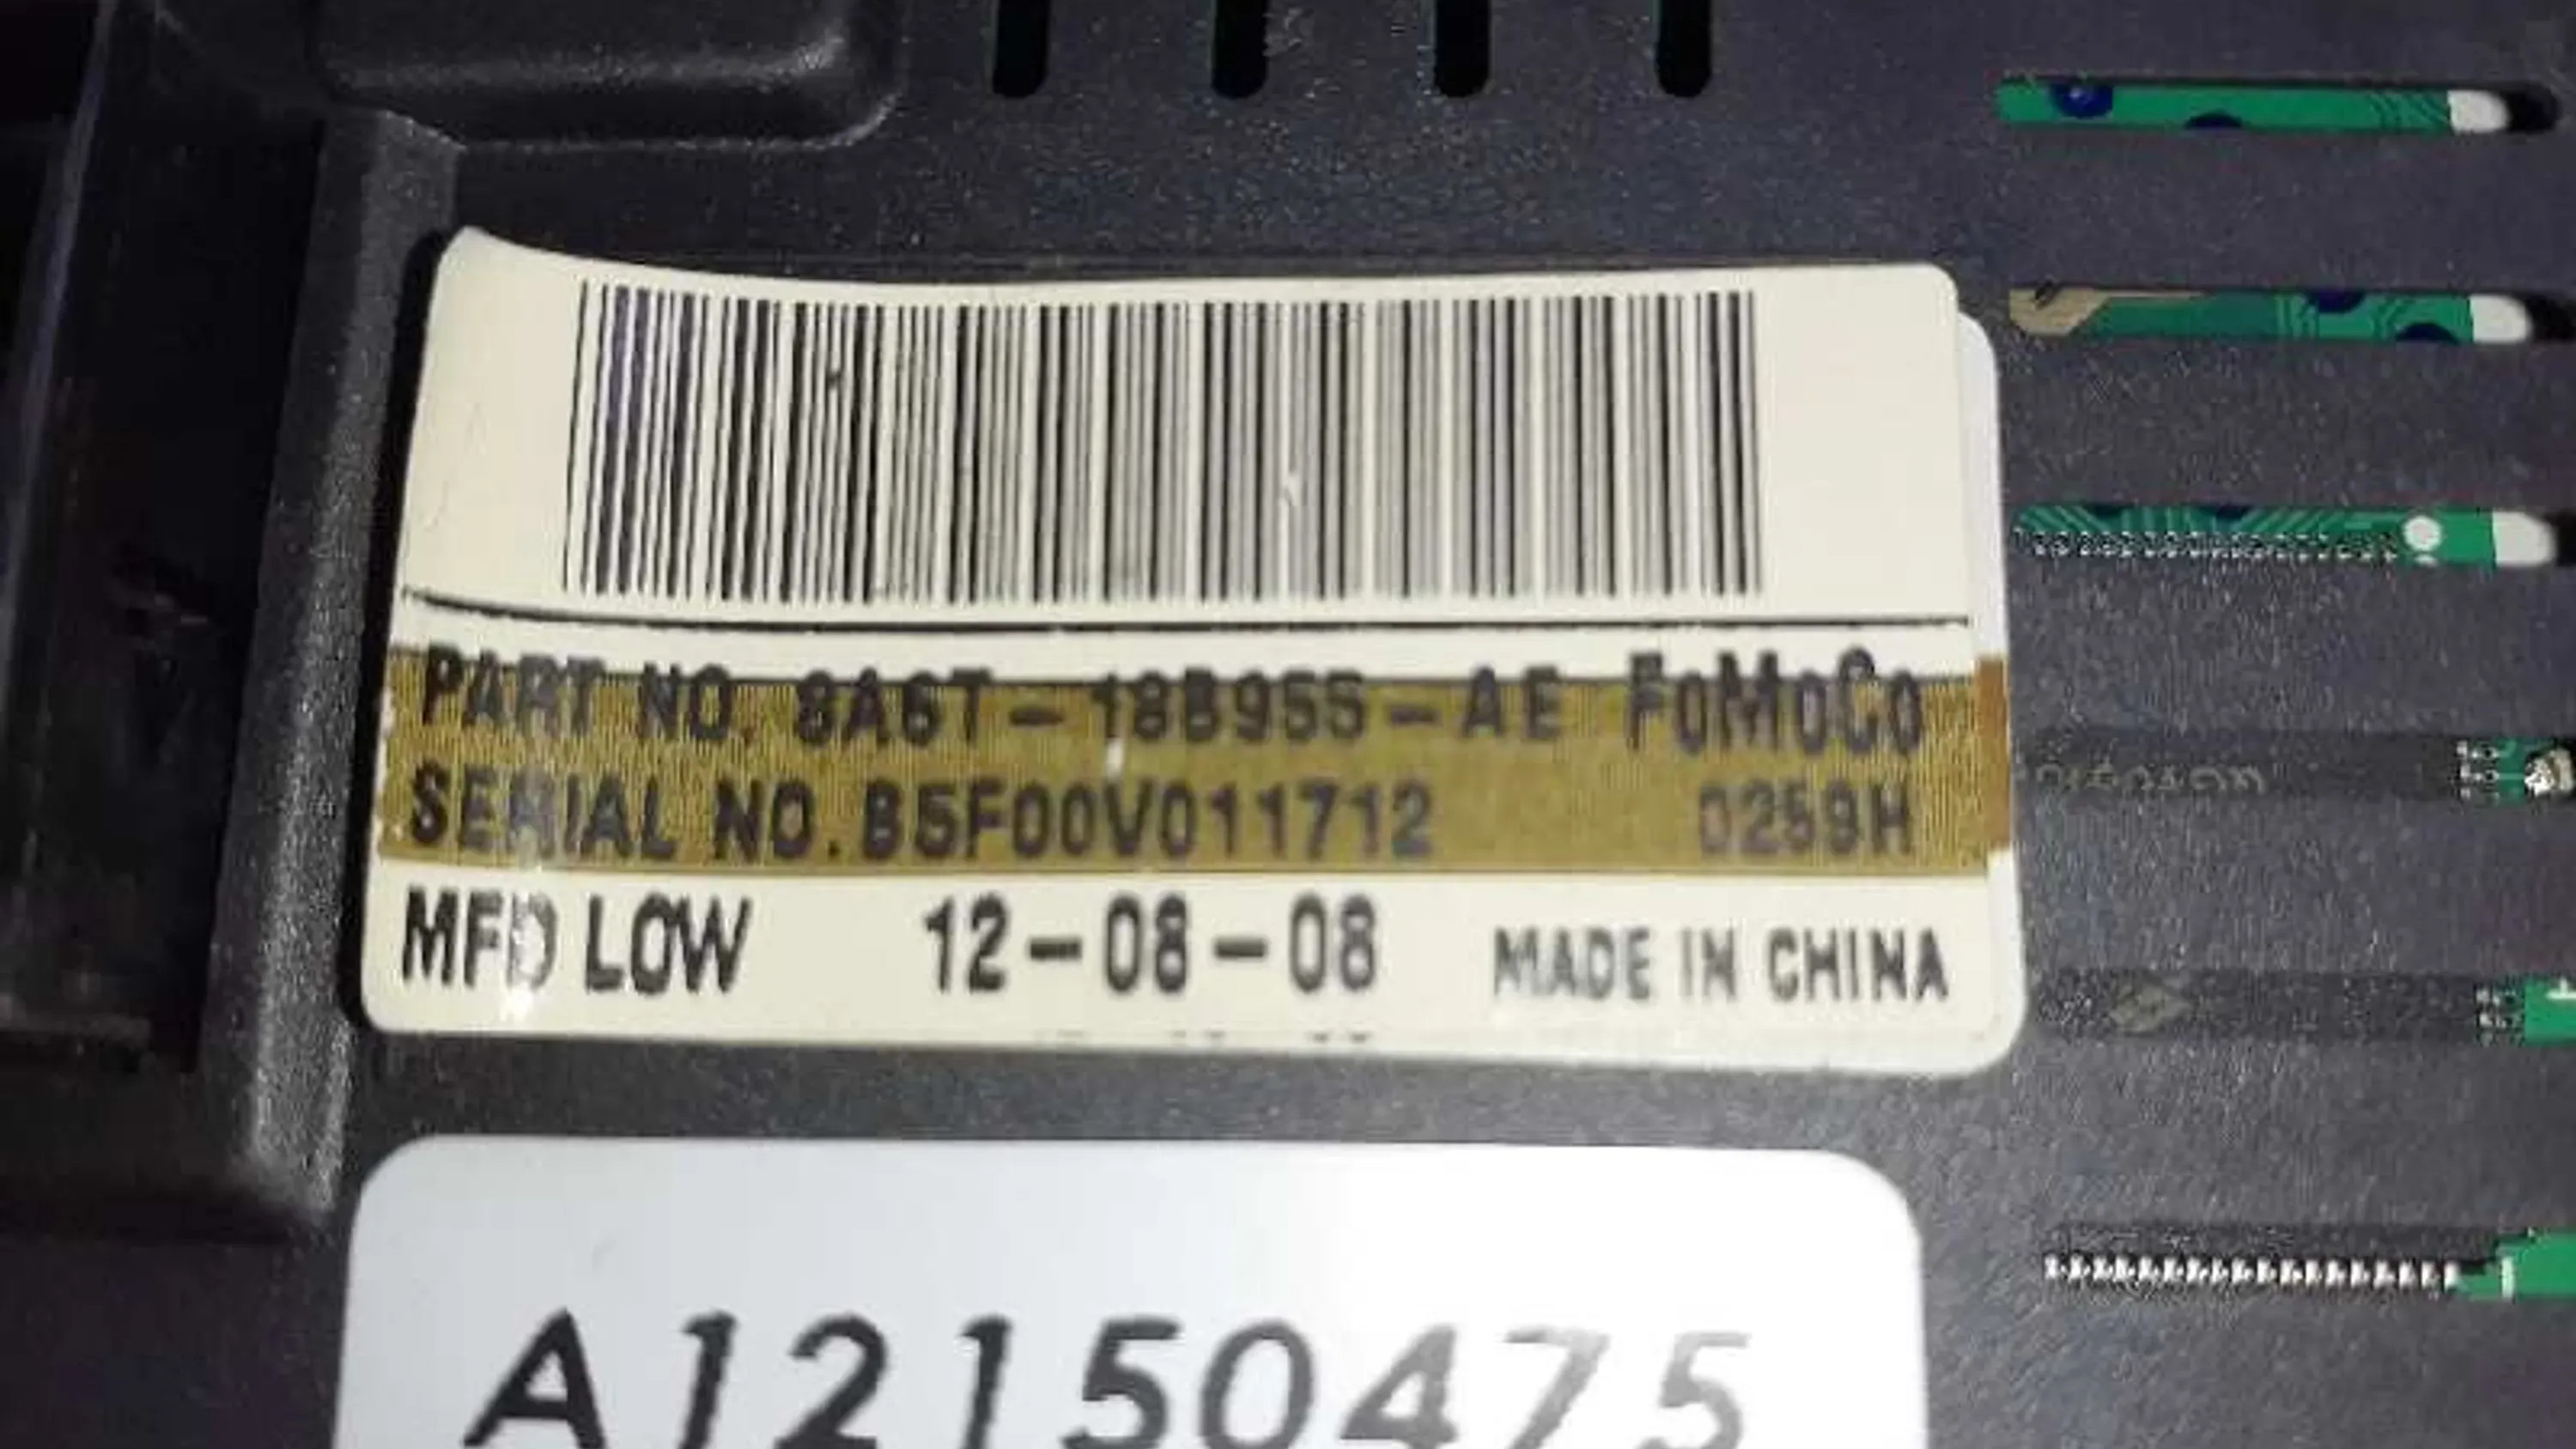 PART NO. 8A6T-18B955-AE FoMoCo
SERIAL NO. B5F00V011712 0259H
MFD LOW 12-08-08 MADE IN CHINA
A12150475